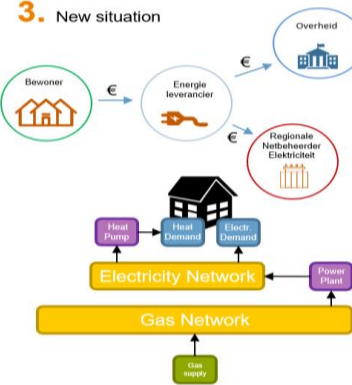 3. New situation
Overheid
€
Bewoner
€
Energie
leverancier
€
Regionale
Netbeheerder
Elektriciteit
Heat
Pump
Heat
Demand
Electr.
Demand
Electricity Network
Power
Plant
Gas Network
Gas
supply